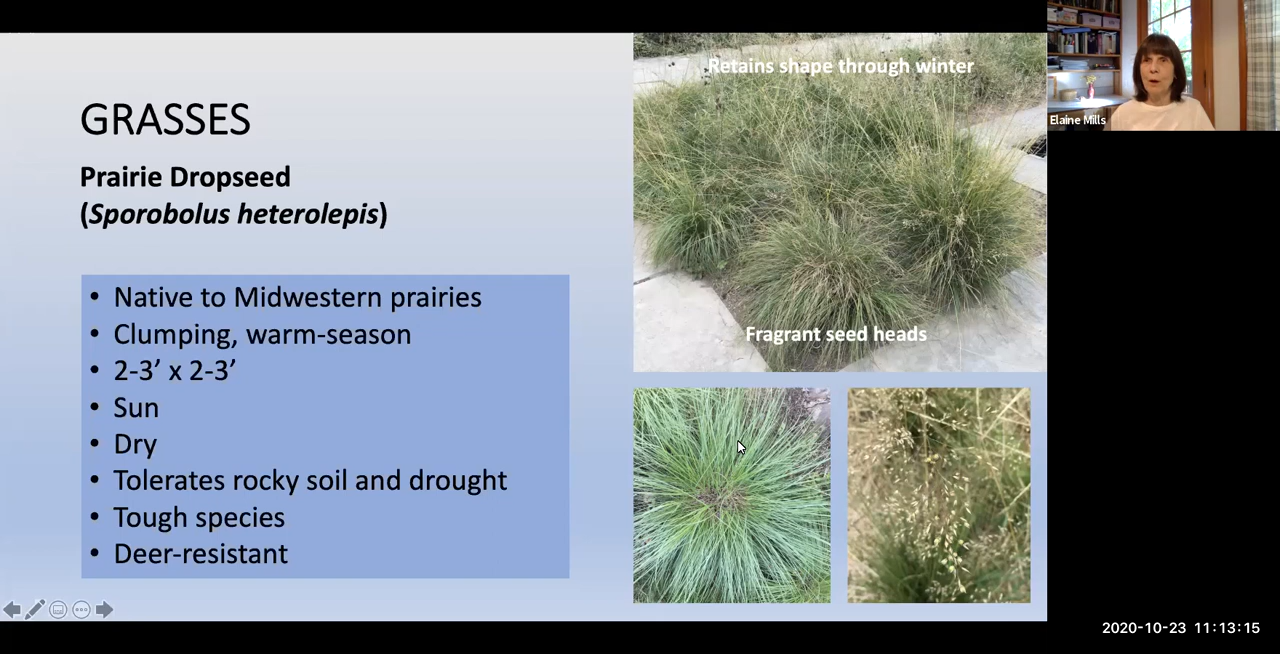 GRASSES
Prairie Dropseed
(Sporobolus heterolepis)
• Native to Midwestern prairies
• Clumping, warm-season
• 2-3’ x 2-3’
• Sun
• Dry
• Tolerates rocky soil and drought
• Tough species
• Deer-resistant
Retains shape through winter
Fragrant seed heads
Elaine Mills
2020-10-23 11:13:15